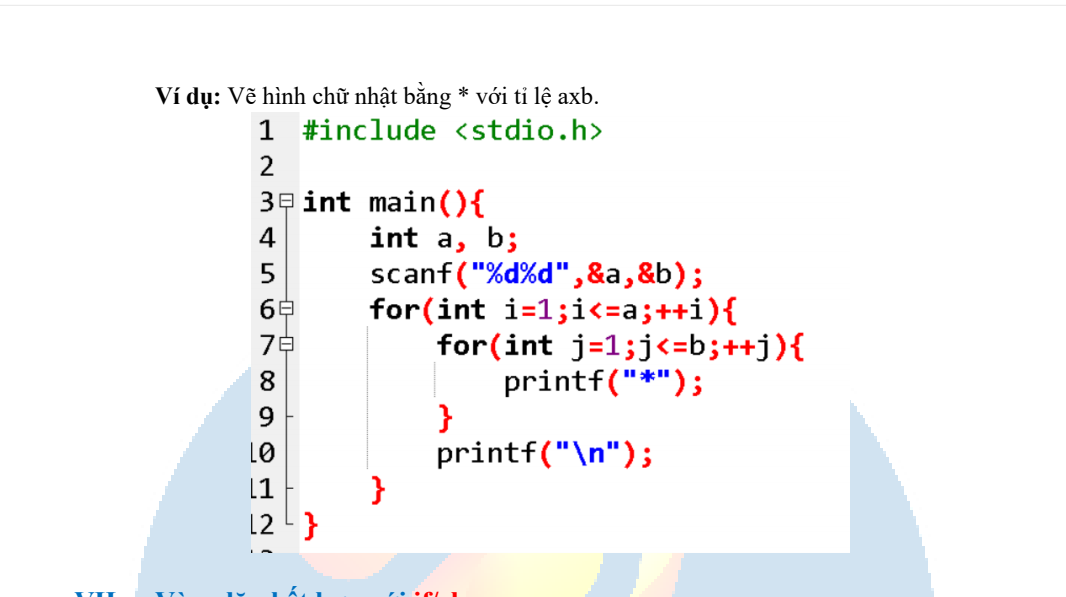 Ví dụ: Vẽ hình chữ nhật bằng * với tỉ lệ axb.
1 #include <stdio.h>
2
3 int main(){
4 int a, b;
5 scanf("%d%d",&a,&b);
6 for(int i=1;i<=a;++i){
7 for(int j=1;j<=b;++j){
8 printf("*");
9 }
10 printf("\n");
11 }
12 }